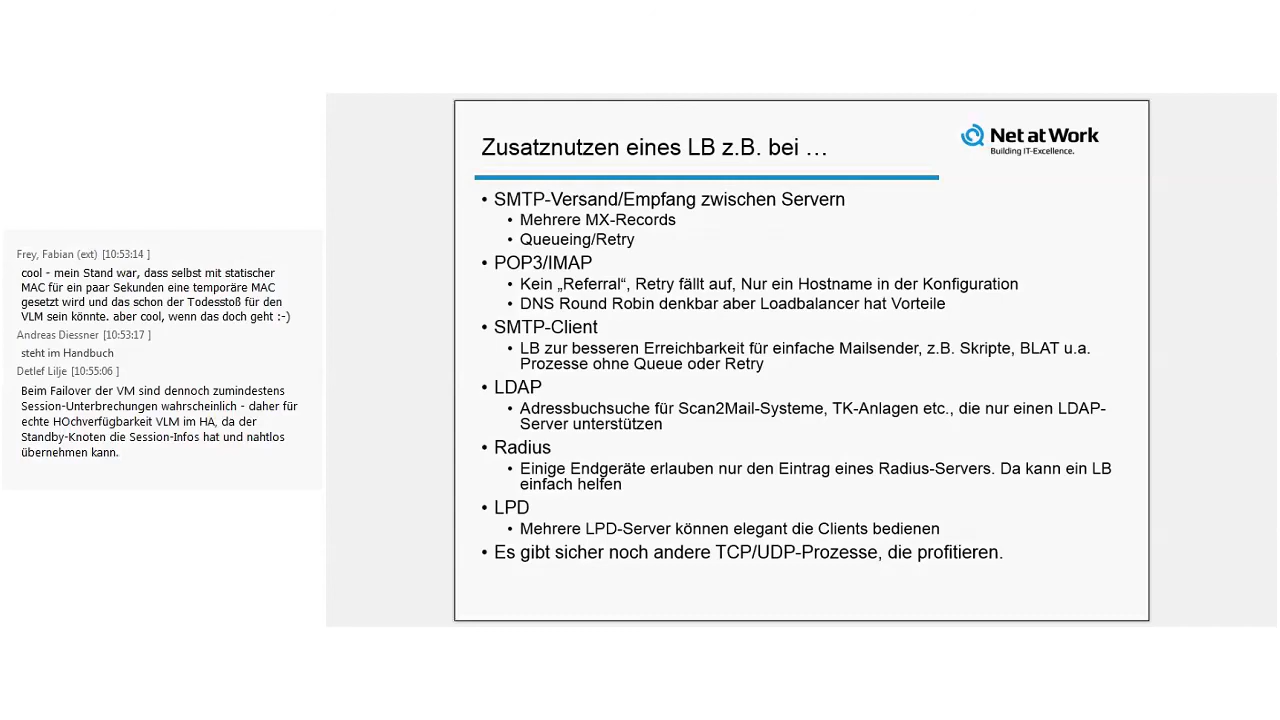 Frey, Fabian (ext) [10:53:14 ]
cool - mein Stand war, dass selbst mit statischer
MAC für ein paar Sekunden eine temporäre MAC
gesetzt wird und das schon der Todesstoß für den
VLM sein könnte. aber cool, wenn das doch geht :-)
Andreas Diessner [10:53:17 ]
steht im Handbuch
Detlef Lilje [10:55:06 ]
Beim Failover der VM sind dennoch zumindestens
Session-Unterbrechungen wahrscheinlich - daher für
echte HOchverfügbarkeit VLM im HA, da der
Standby-Knoten die Session-Infos hat und nahtlos
übernehmen kann.
Zusatznutzen eines LB z.B. bei …
Net at Work
Building IT-Excellence.
• SMTP-Versand/Empfang zwischen Servern
• Mehrere MX-Records
• Queueing/Retry
• POP3/IMAP
• Kein „Referral“, Retry fällt auf, Nur ein Hostname in der Konfiguration
• DNS Round Robin denkbar aber Loadbalancer hat Vorteile
• SMTP-Client
• LB zur besseren Erreichbarkeit für einfache Mailsender, z.B. Skripte, BLAT u.a.
Prozesse ohne Queue oder Retry
• LDAP
• Adressbuchsuche für Scan2Mail-Systeme, TK-Anlagen etc., die nur einen LDAP-
Server unterstützen
• Radius
• Einige Endgeräte erlauben nur den Eintrag eines Radius-Servers. Da kann ein LB
einfach helfen
• LPD
• Mehrere LPD-Server können elegant die Clients bedienen
• Es gibt sicher noch andere TCP/UDP-Prozesse, die profitieren.